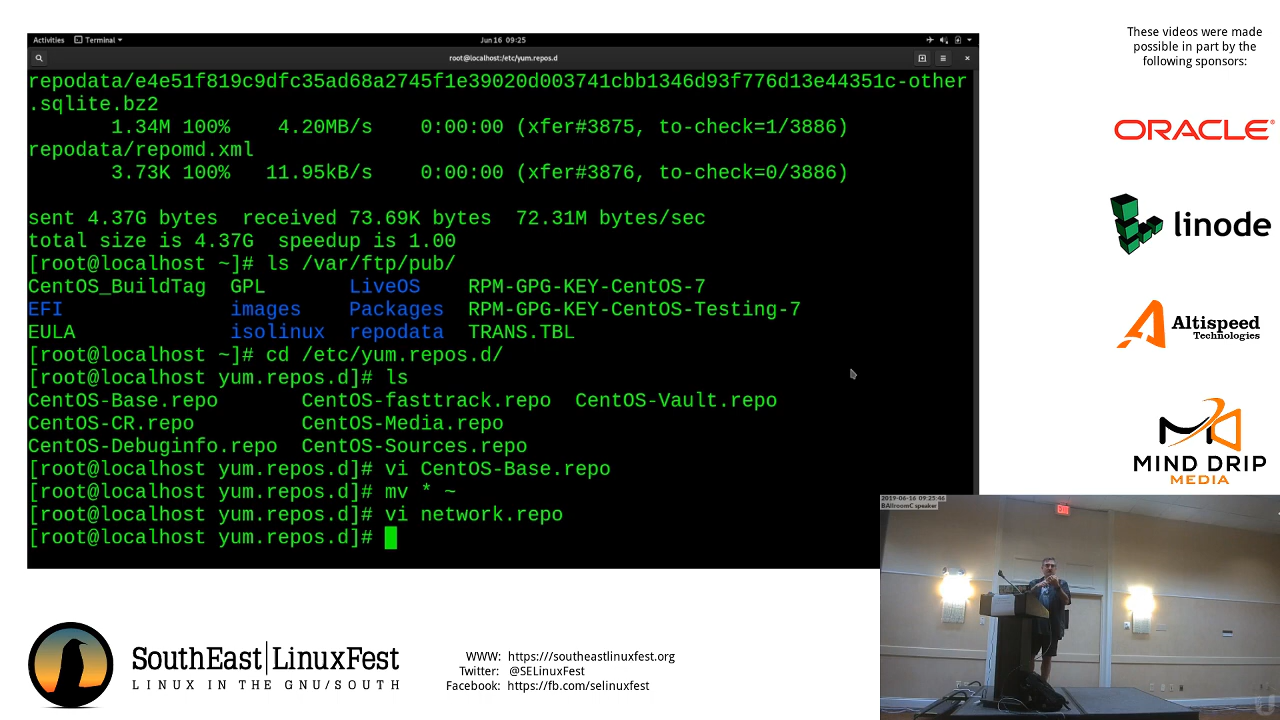 Activities Terminal Jun 16 09:25
root@localhost:/etc/yum.repos.d
repodata/e4e51f819c9dfc35ad68a2745f1e39020d003741cbb1346d93f776d13e44351c-other
.sqlite.bz2
1.34M 100% 4.20MB/s 0:00:00 (xfer#3875, to-check=1/3886)
repodata/repomd.xml
3.73K 100% 11.95kB/s 0:00:00 (xfer#3876, to-check=0/3886)
sent 4.37G bytes received 73.69K bytes 72.31M bytes/sec
total size is 4.37G speedup is 1.00
[root@localhost ~]# ls /var/ftp/pub/
CentOS_BuildTag GPL LiveOS RPM-GPG-KEY-CentOS-7
EFI images Packages RPM-GPG-KEY-CentOS-Testing-7
EULA isolinux repodata TRANS.TBL
[root@localhost ~]# cd /etc/yum.repos.d/
[root@localhost yum.repos.d]# ls
CentOS-Base.repo CentOS-fasttrack.repo CentOS-Vault.repo
CentOS-CR.repo CentOS-Media.repo
CentOS-Debuginfo.repo CentOS-Sources.repo
[root@localhost yum.repos.d]# vi CentOS-Base.repo
[root@localhost yum.repos.d]# mv * ~
[root@localhost yum.repos.d]# vi network.repo
[root@localhost yum.repos.d]#
These videos were made
possible in part by the
following sponsors:
ORACLE®
linode
Altispeed
Technologies
MIND DRIP
MEDIA
2019-06-16 09:25:46
BAllroomC speaker
EXIT
SouthEast|LinuxFest
LINUX IN THE GNU/SOUTH
WWW: https:///southeastlinuxfest.org
Twitter: @SELinuxFest
Facebook: https://fb.com/selinuxfest